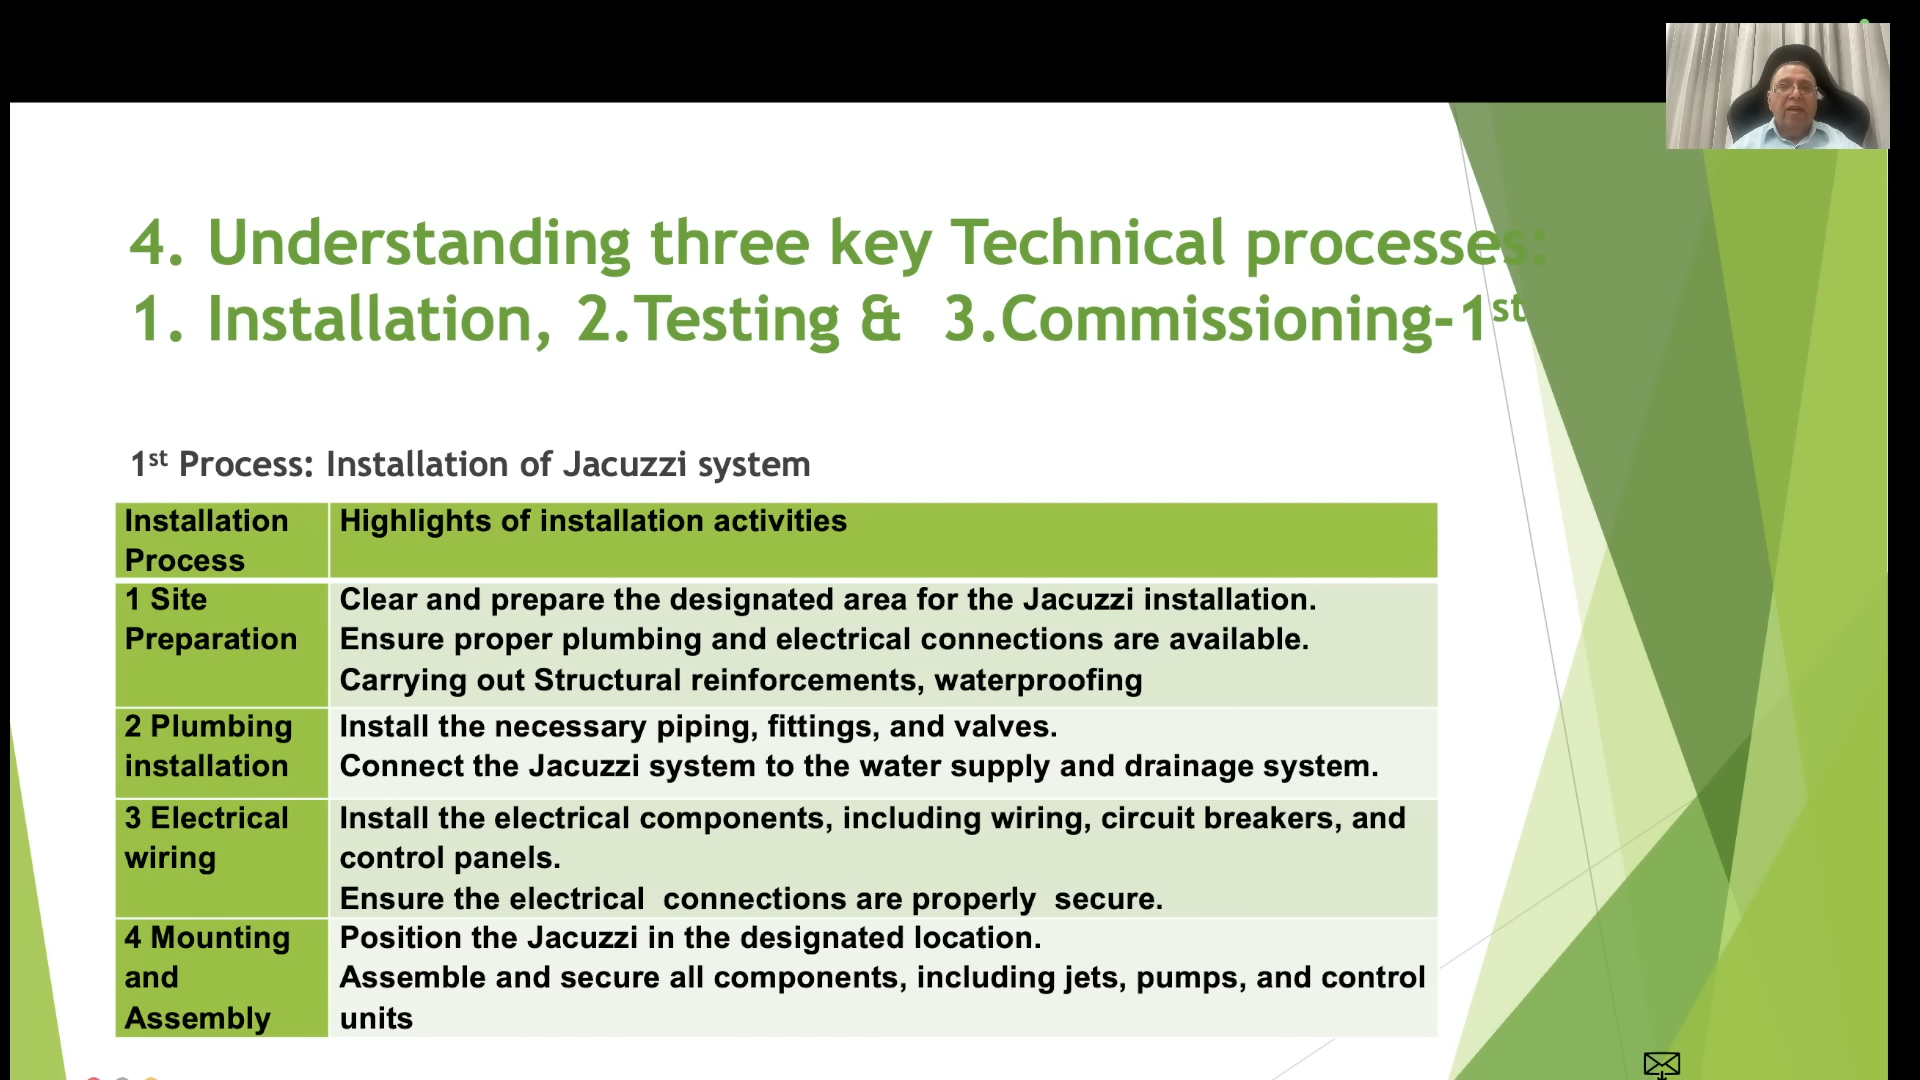 4. Understanding three key Technical processes:
1. Installation, 2.Testing & 3.Commissioning-1st
1st Process: Installation of Jacuzzi system
Installation
Process
Highlights of installation activities
1 Site
Preparation
Clear and prepare the designated area for the Jacuzzi installation.
Ensure proper plumbing and electrical connections are available.
Carrying out Structural reinforcements, waterproofing
2 Plumbing
installation
Install the necessary piping, fittings, and valves.
Connect the Jacuzzi system to the water supply and drainage system.
3 Electrical
wiring
Install the electrical components, including wiring, circuit breakers, and
control panels.
Ensure the electrical connections are properly secure.
4 Mounting
and
Assembly
Position the Jacuzzi in the designated location.
Assemble and secure all components, including jets, pumps, and control
units